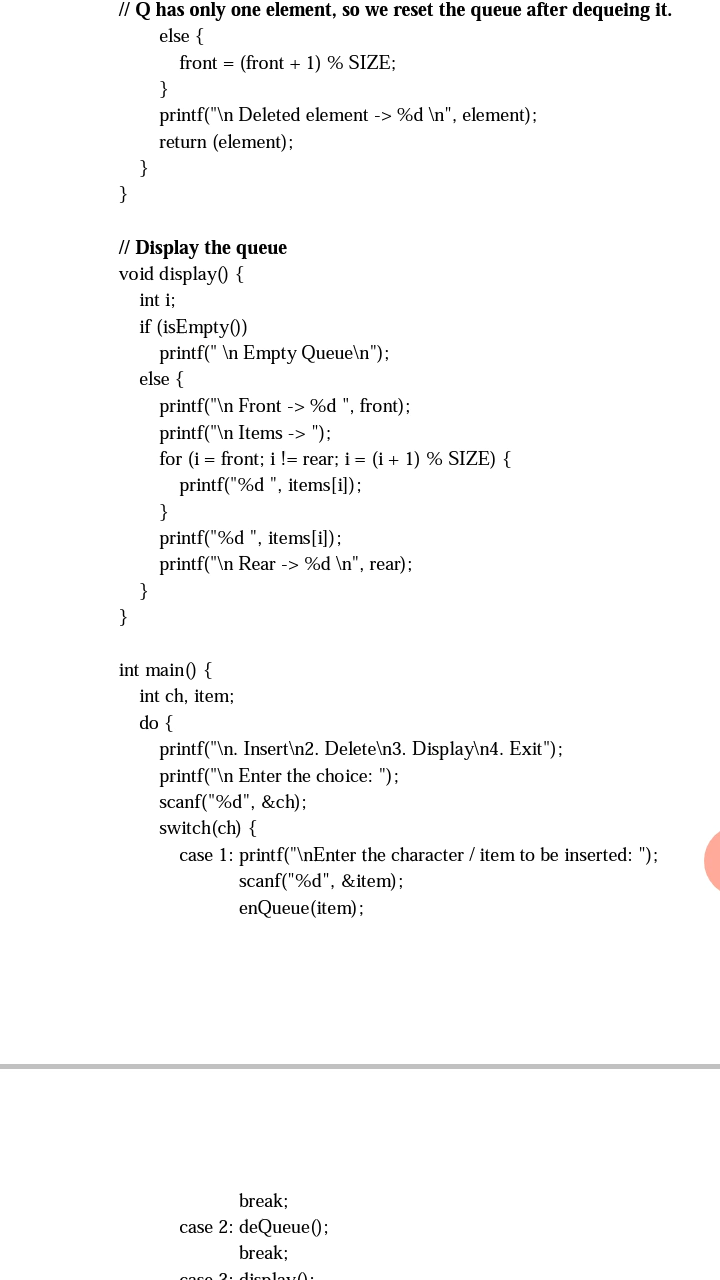 // Q has only one element, so we reset the queue after dequeing it.
else {
front = (front + 1) % SIZE;
}
printf("\n Deleted element -> %d \n", element);
return (element);
}
}
// Display the queue
void display() {
int i;
if (isEmpty())
printf(" \n Empty Queue\n");
else {
printf("\n Front -> %d ", front);
printf("\n Items -> ");
for (i = front; i != rear; i = (i + 1) % SIZE) {
printf("%d ", items[i]);
}
printf("%d ", items[i]);
printf("\n Rear -> %d \n", rear);
}
}
int main() {
int ch, item;
do {
printf("\n. Insert\n2. Delete\n3. Display\n4. Exit");
printf("\n Enter the choice: ");
scanf("%d", &ch);
switch(ch) {
case 1: printf("\nEnter the character / item to be inserted: ");
scanf("%d", &item);
enQueue(item);
break;
case 2: deQueue();
break;
case 3: display();